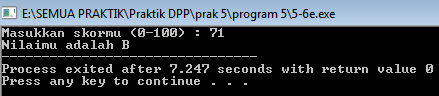 E:\SEMUA PRAKTIK\Praktik DPP\prak 5\program 5\5-6e.exe
Masukkan skormu (0-100) : 71
Nilaimu adalah B
--------------------------------
Process exited after 7.247 seconds with return value 0
Press any key to continue . . .